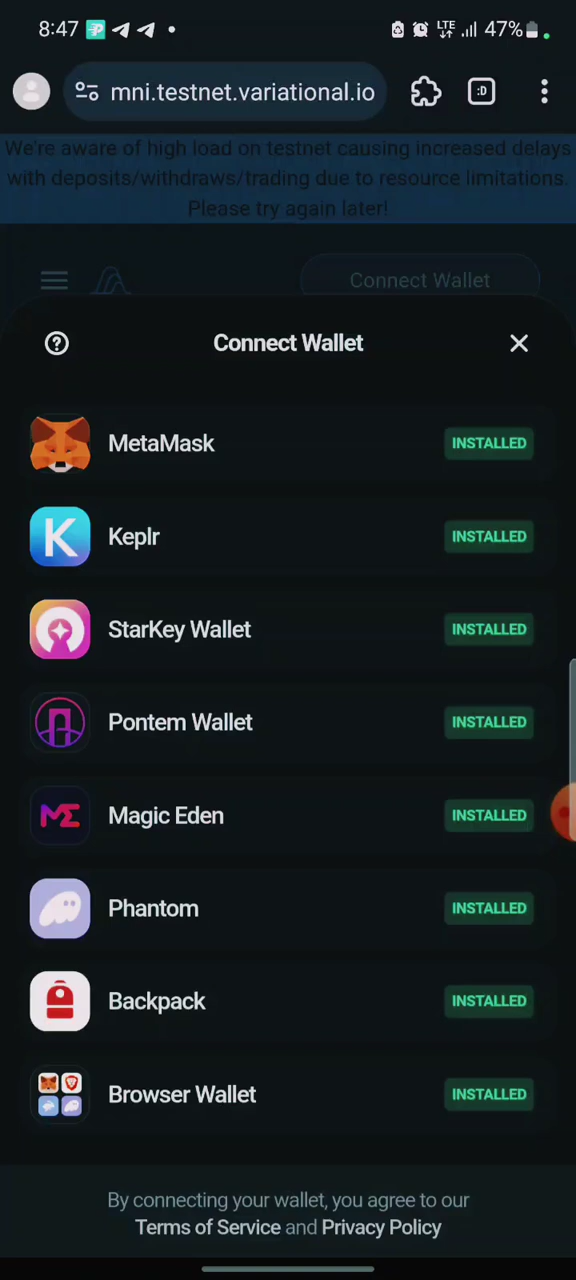 8:47
LTE
47%
mni.testnet.variational.io
:D
We're aware of high load on testnet causing increased delays
with deposits/withdraws/trading due to resource limitations.
Please try again later!
Connect Wallet
Connect Wallet
MetaMask INSTALLED
Keplr INSTALLED
StarKey Wallet INSTALLED
Pontem Wallet INSTALLED
Magic Eden INSTALLED
Phantom INSTALLED
Backpack INSTALLED
Browser Wallet INSTALLED
By connecting your wallet, you agree to our
Terms of Service and Privacy Policy